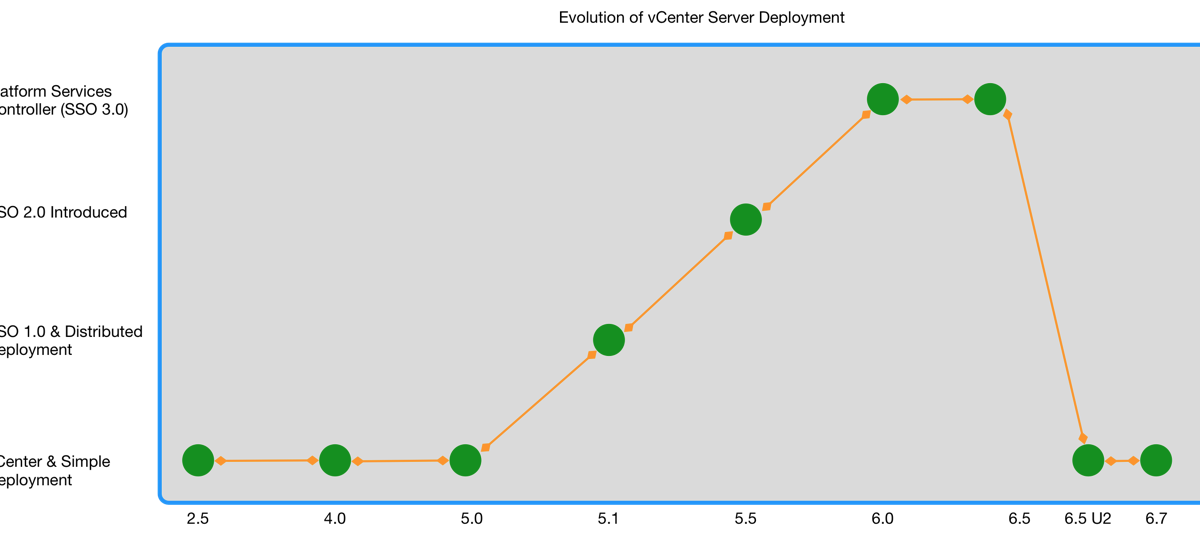 Evolution of vCenter Server Deployment
atform Services
ontroller (SSO 3.0)
SO 2.0 Introduced
SO 1.0 & Distributed
eployment
Center & Simple
eployment
2.5 4.0 5.0 5.1 5.5 6.0 6.5 6.5 U2 6.7